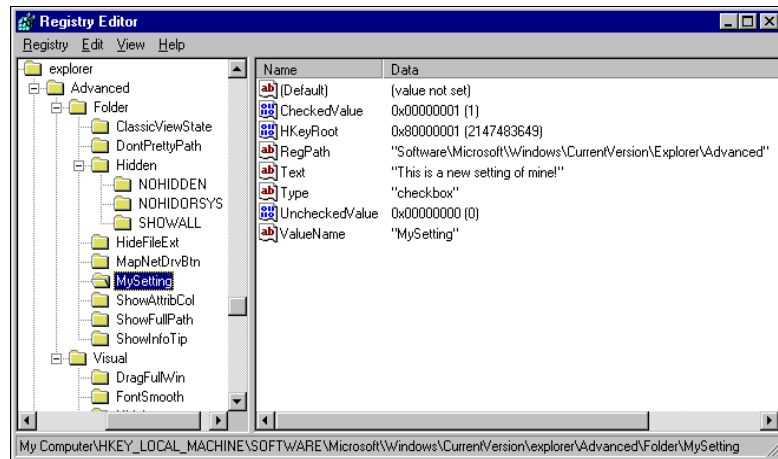 Registry Editor
Registry Edit View Help
explorer
Advanced
Folder
ClassicViewState
DontPrettyPath
Hidden
NOHIDDEN
NOHIDORSYS
SHOWALL
HideFileExt
MapNetDrvBtn
MySetting
ShowAttribCol
ShowFullPath
ShowInfoTip
Visual
DragFullWin
FontSmooth
Name Data
(Default) (value not set)
CheckedValue 0x00000001 (1)
HKeyRoot 0x80000001 (2147483649)
RegPath "Software\Microsoft\Windows\CurrentVersion\Explorer\Advanced"
Text "This is a new setting of mine!"
Type "checkbox"
UncheckedValue 0x00000000 (0)
ValueName "MySetting"
My Computer\HKEY_LOCAL_MACHINE\SOFTWARE\Microsoft\Windows\CurrentVersion\explorer\Advanced\Folder\MySetting